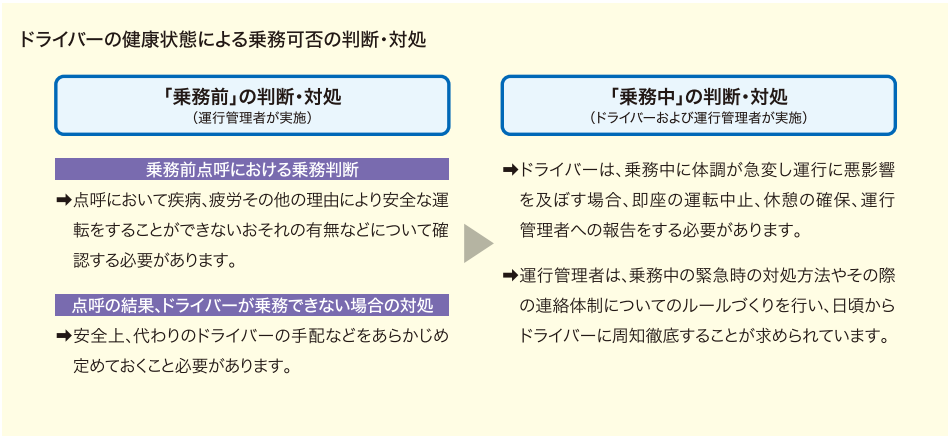 ドライバーの健康状態による乗務可否の判断・対処
「乗務前」の判断・対処
（運行管理者が実施）
乗務前点呼における乗務判断
➡点呼において疾病、疲労その他の理由により安全な運
転をすることができないおそれの有無などについて確
認する必要があります。
点呼の結果、ドライバーが乗務できない場合の対処
➡安全上、代わりのドライバーの手配などをあらかじめ
定めておくこと必要があります。
「乗務中」の判断・対処
（ドライバーおよび運行管理者が実施）
➡ドライバーは、乗務中に体調が急変し運行に悪影響
を及ぼす場合、即座の運転中止、休憩の確保、運行
管理者への報告をする必要があります。
➡運行管理者は、乗務中の緊急時の対処方法やその際
の連絡体制についてのルールづくりを行い、日頃から
ドライバーに周知徹底することが求められています。